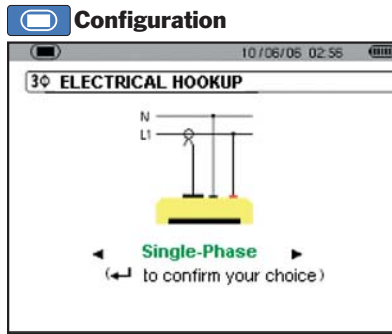 Configuration
10/06/06 02:56
3Φ ELECTRICAL HOOKUP
N
L1
Single-Phase
(↵ to confirm your choice)